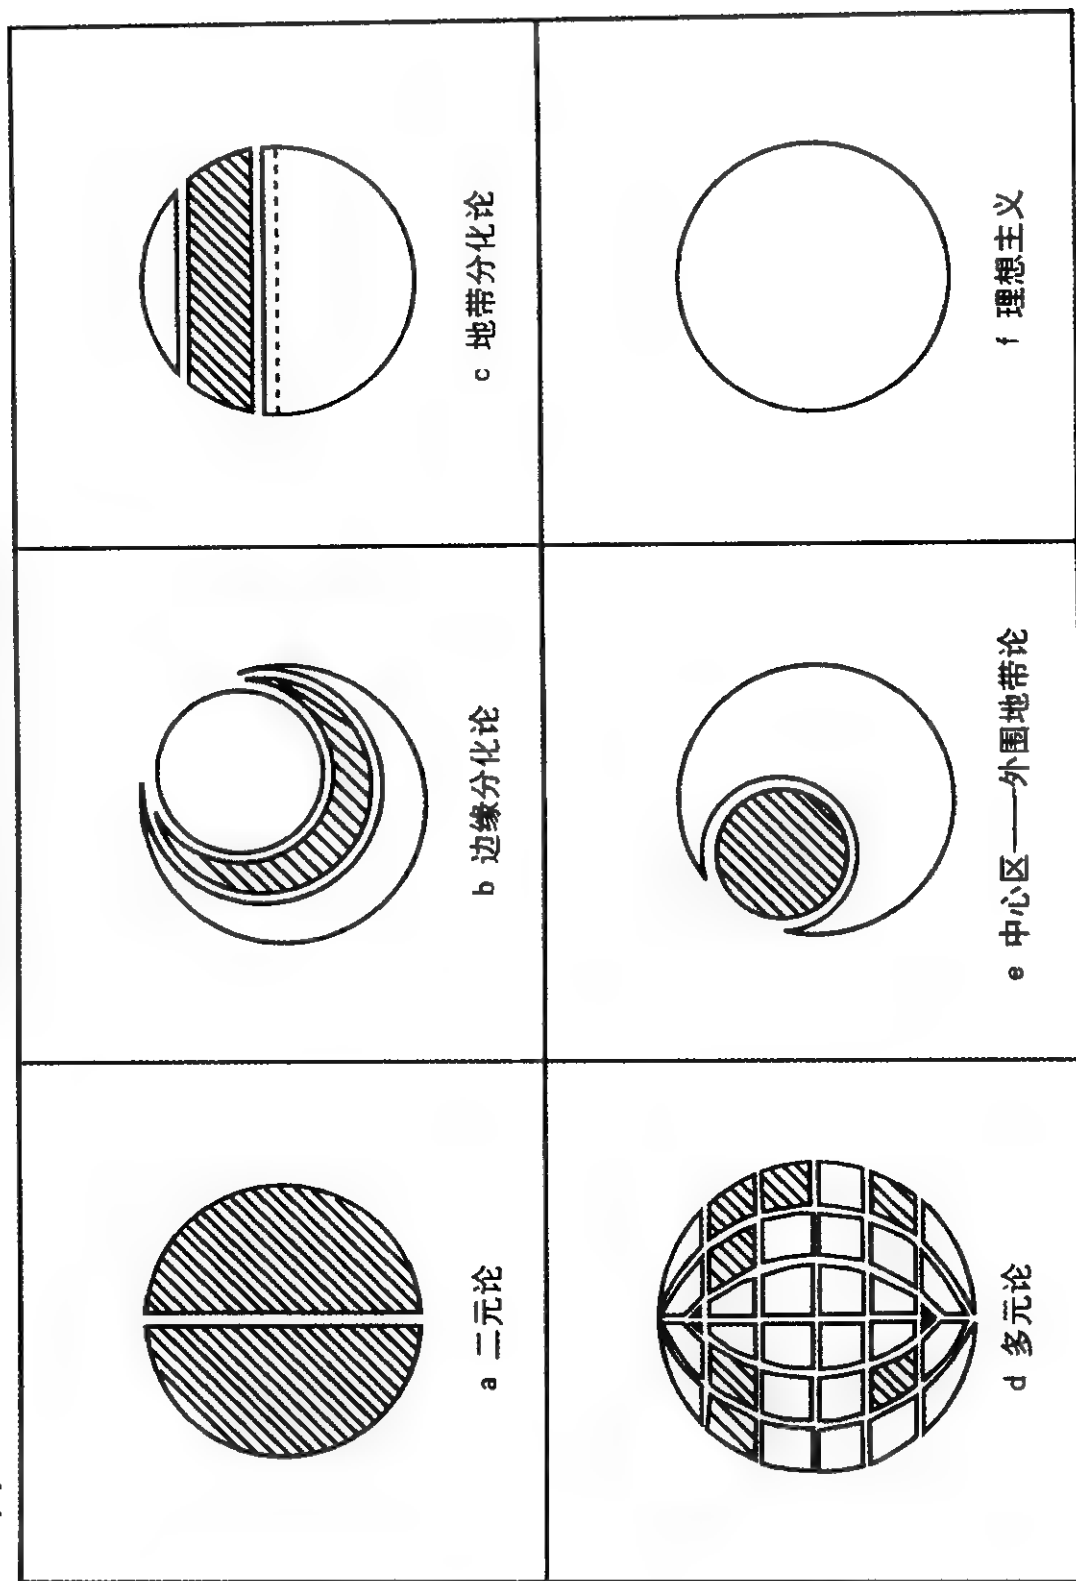 a 二元论
b 边缘分化论
c 地带分化论
d 多元论
e 中心区——外围地带论
f 理想主义